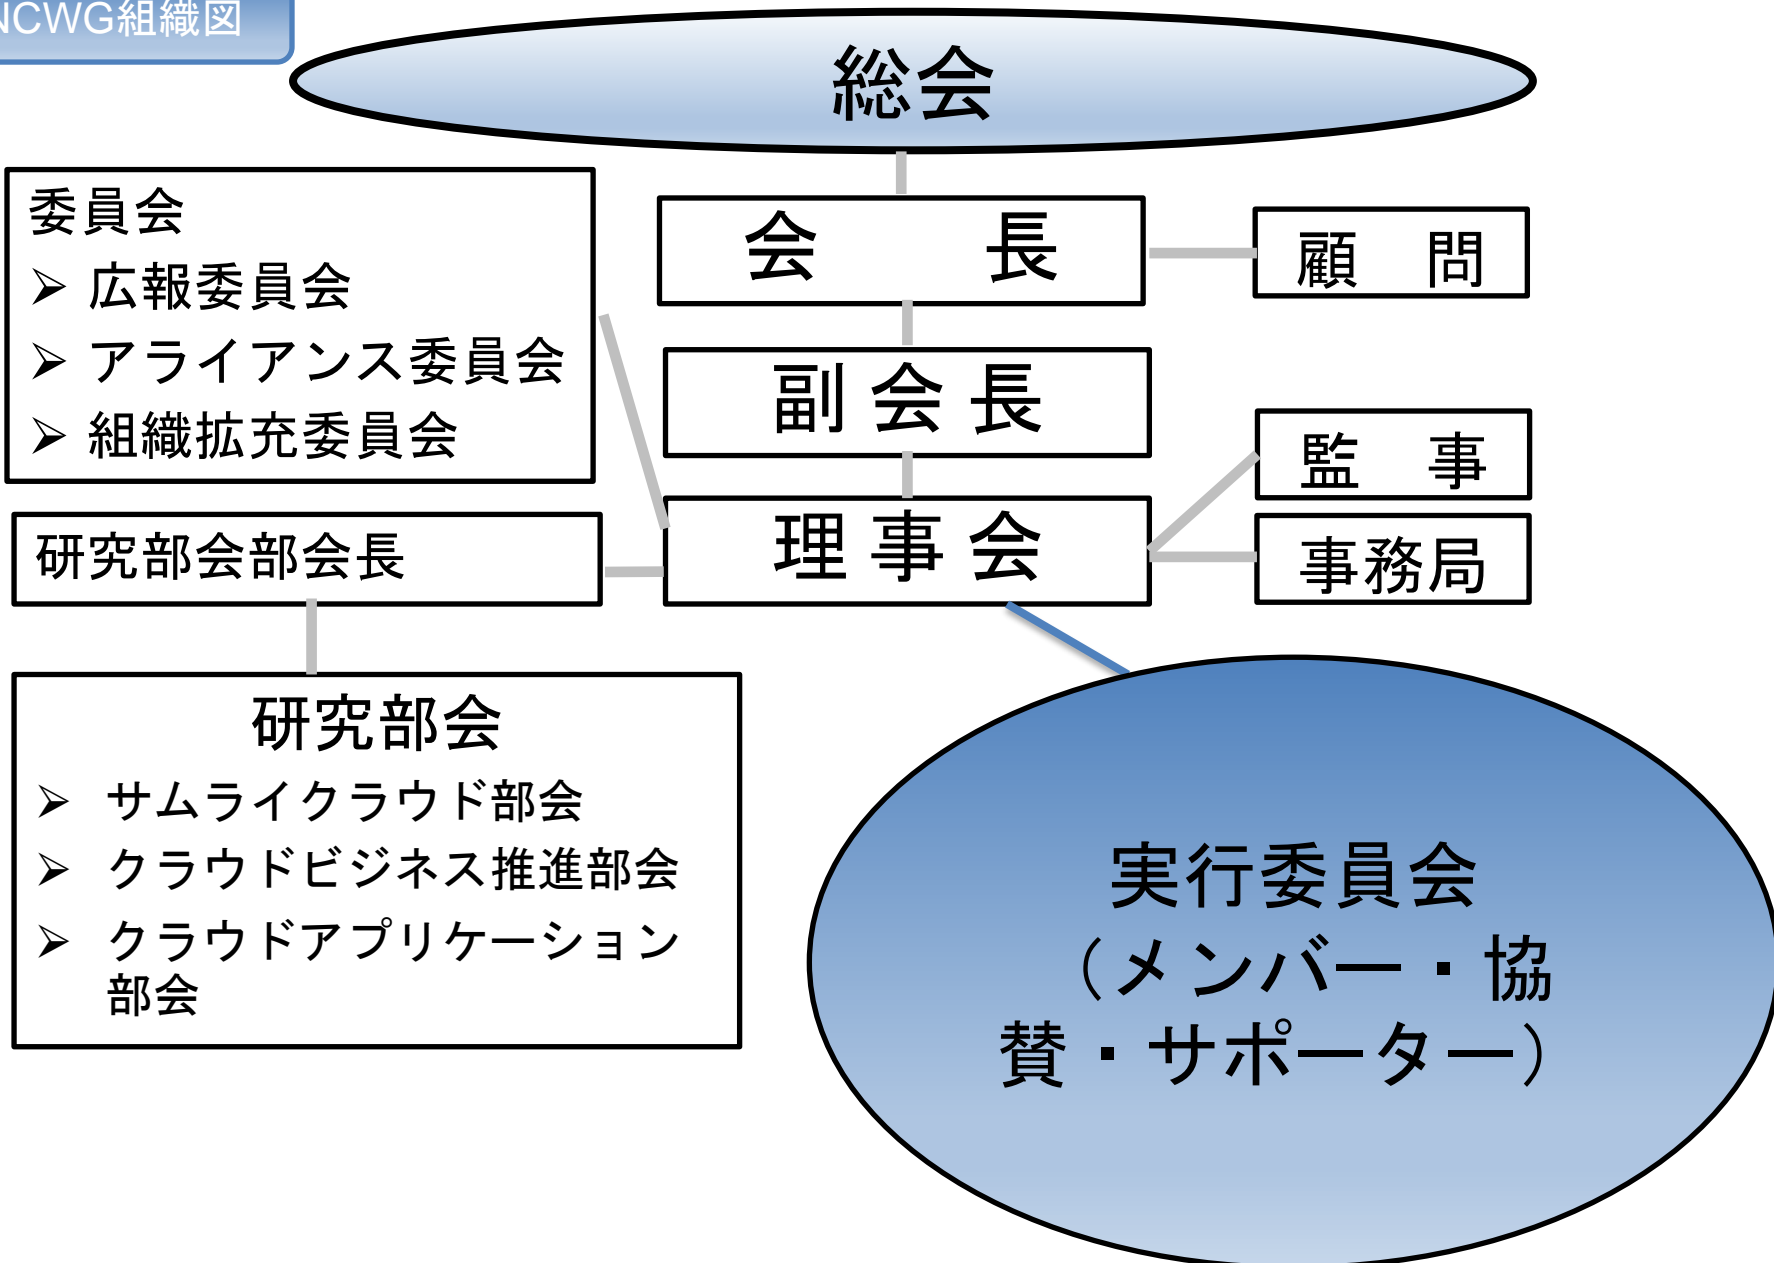 NCWG組織図
総会
委員会
広報委員会
アライアンス委員会
組織拡充委員会
会　長
顧　問
副会長
監　事
理事会
事務局
研究部会部会長
研究部会
サムライクラウド部会
クラウドビジネス推進部会
クラウドアプリケーション
部会
実行委員会
（メンバー・協
賛・サポーター）